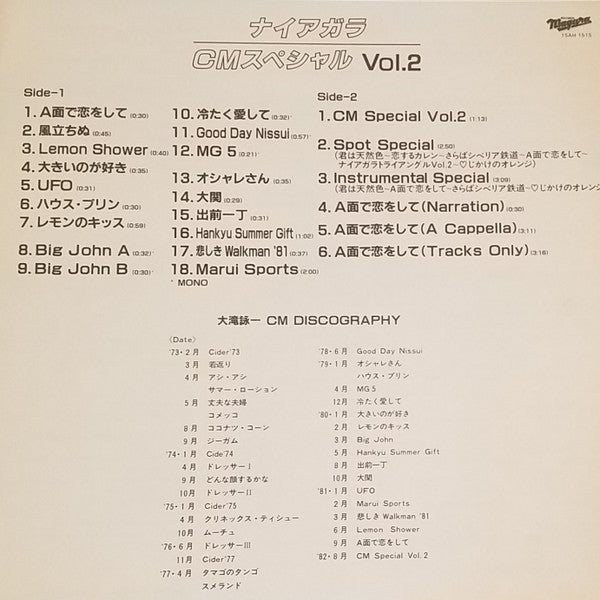 ナイアガラ
CMスペシャル Vol.2
Niagara
15AH 1515
Side-1
1. A面で恋をして (0:30)
2. 風立ちぬ (0:45)
3. Lemon Shower (0:40)
4. 大きいのが好き (0:35)
5. UFO (0:31)
6. ハウス・プリン (0:30)
7. レモンのキッス (0:59)
8. Big John A (0:32)*
9. Big John B (0:30)*
10. 冷たく愛して (0:32)*
11. Good Day Nissui (0:57)*
12. MG 5 (0:21)*
13. オシャレさん (0:35)
14. 大関 (0:29)
15. 出前一丁 (0:31)
16. Hankyu Summer Gift (1:02)
17. 悲しきWalkman '81 (0:37)
18. Marui Sports (2:00)
* MONO
Side-2
1. CM Special Vol.2 (1:13)
2. Spot Special (2:50)
(君は天然色~恋するカレン~さらばシベリア鉄道~A面で恋をして~
ナイアガラトライアングルVol.2~♡じかけのオレンジ)
3. Instrumental Special (3:09)
(君は天然色~A面で恋をして~さらばシベリア鉄道~♡じかけのオレンジ)
4. A面で恋をして(Narration) (0:30)
5. A面で恋をして(A Cappella) (3:11)
6. A面で恋をして(Tracks Only) (3:16)
大滝詠一 CM DISCOGRAPHY
(Date)
'73・2月 Cider'73
3月 若返り
4月 アシ・アシ
サマー・ローション
5月 丈夫な夫婦
コメッコ
8月 ココナツ・コーン
9月 ジーガム
'74・1月 Cide'74
4月 ドレッサーI
9月 どんな顔するかな
10月 ドレッサーII
'75・1月 Cider'75
4月 クリネックス・ティシュー
10月 ムーチュ
'76・6月 ドレッサーIII
11月 Cider'77
'77・4月 タマゴのタンゴ
スメランド
'78・6月 Good Day Nissui
'79・1月 オシャレさん
ハウス・プリン
4月 MG5
12月 冷たく愛して
'80・1月 大きいのが好き
2月 レモンのキッス
3月 Big John
5月 Hankyu Summer Gift
8月 出前一丁
10月 大関
'81・1月 UFO
2月 Marui Sports
3月 悲しきWalkman '81
6月 Lemon Shower
9月 A面で恋をして
'82・8月 CM Special Vol.2